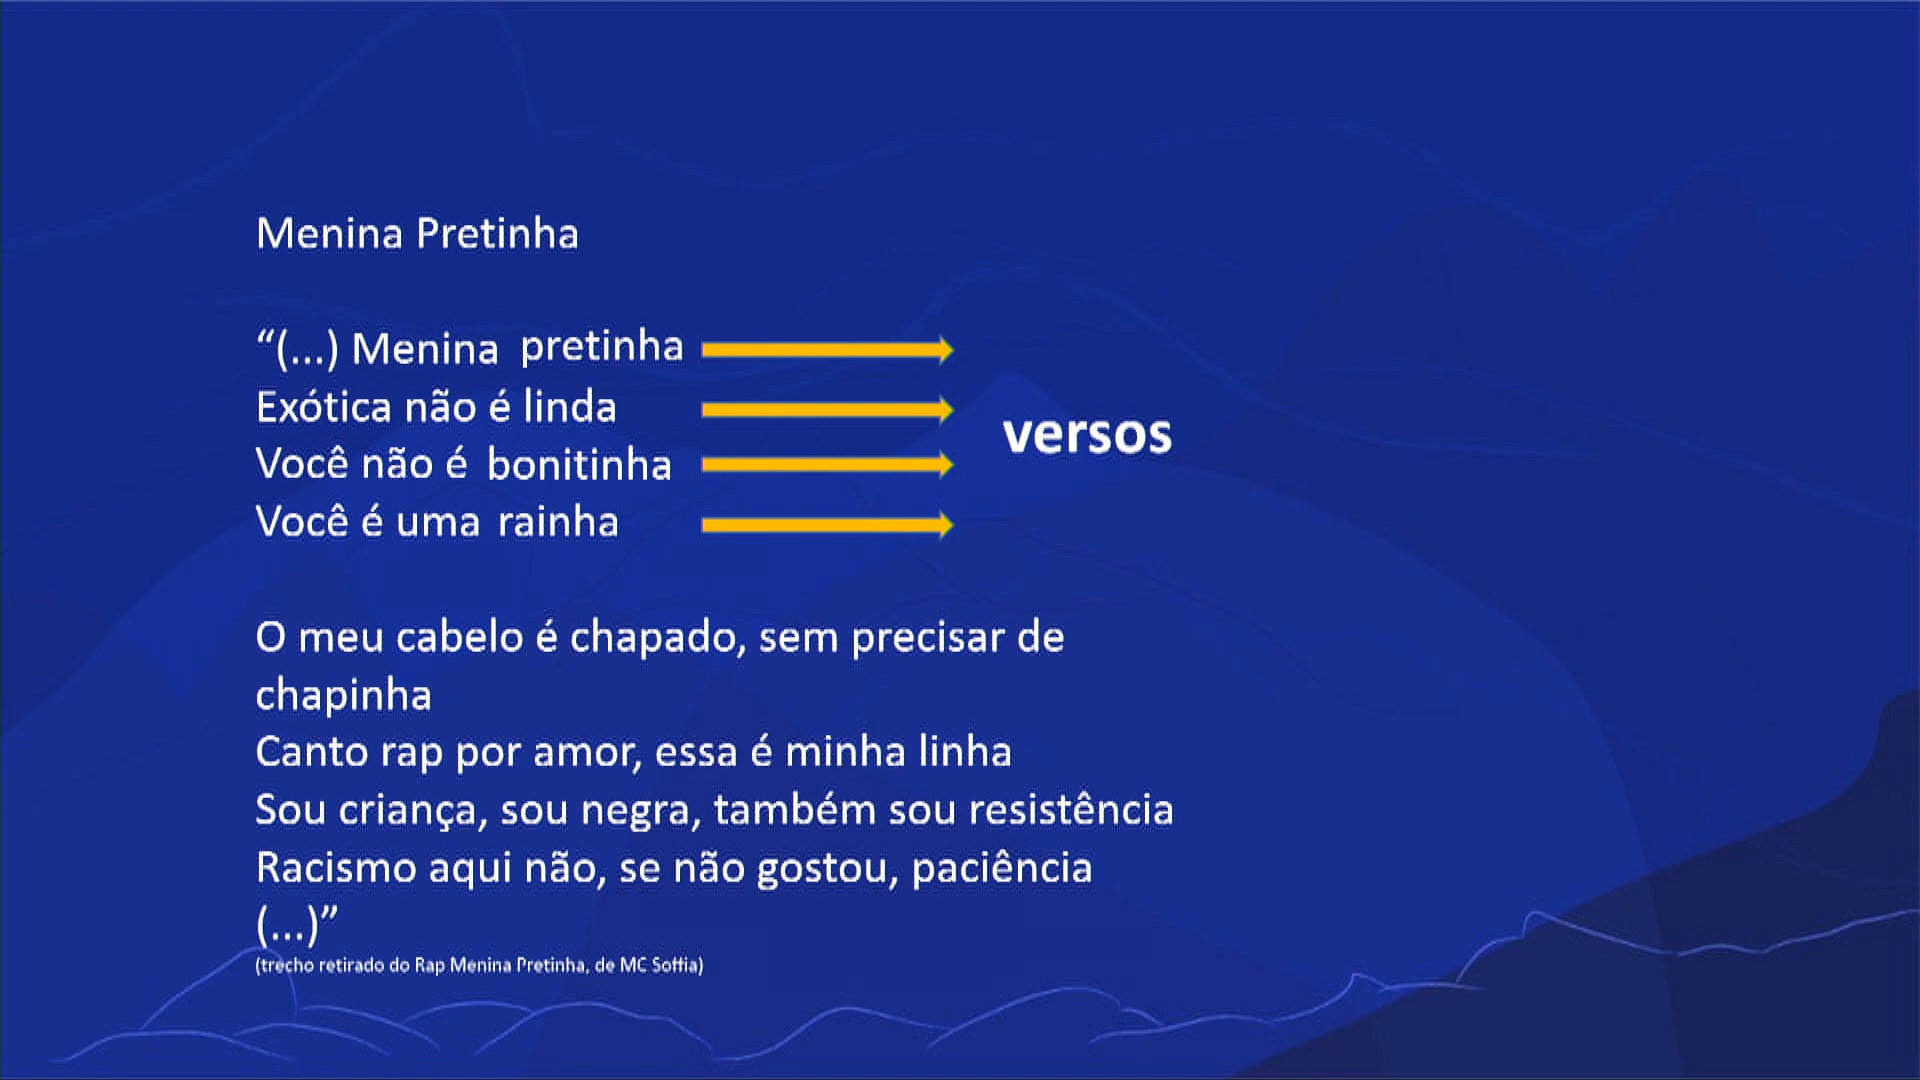 Menina Pretinha
“(...) Menina pretinha
Exótica não é linda
Você não é bonitinha
Você é uma rainha
versos
O meu cabelo é chapado, sem precisar de
chapinha
Canto rap por amor, essa é minha linha
Sou criança, sou negra, também sou resistência
Racismo aqui não, se não gostou, paciência
(...)”
(trecho retirado do Rap Menina Pretinha, de MC Soffia)